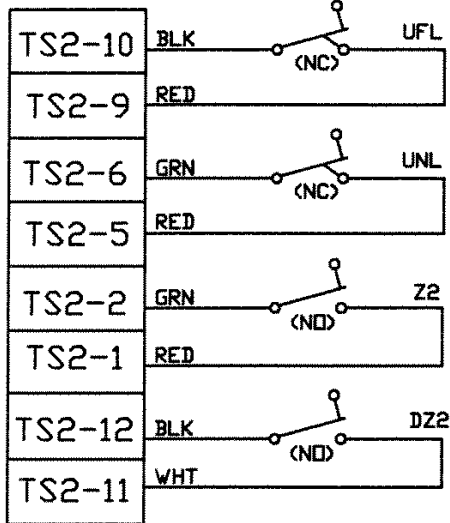 TS2-10 BLK (NC) UFL
TS2-9 RED
TS2-6 GRN (NC) UNL
TS2-5 RED
TS2-2 GRN (NO) Z2
TS2-1 RED
TS2-12 BLK (NO) DZ2
TS2-11 WHT